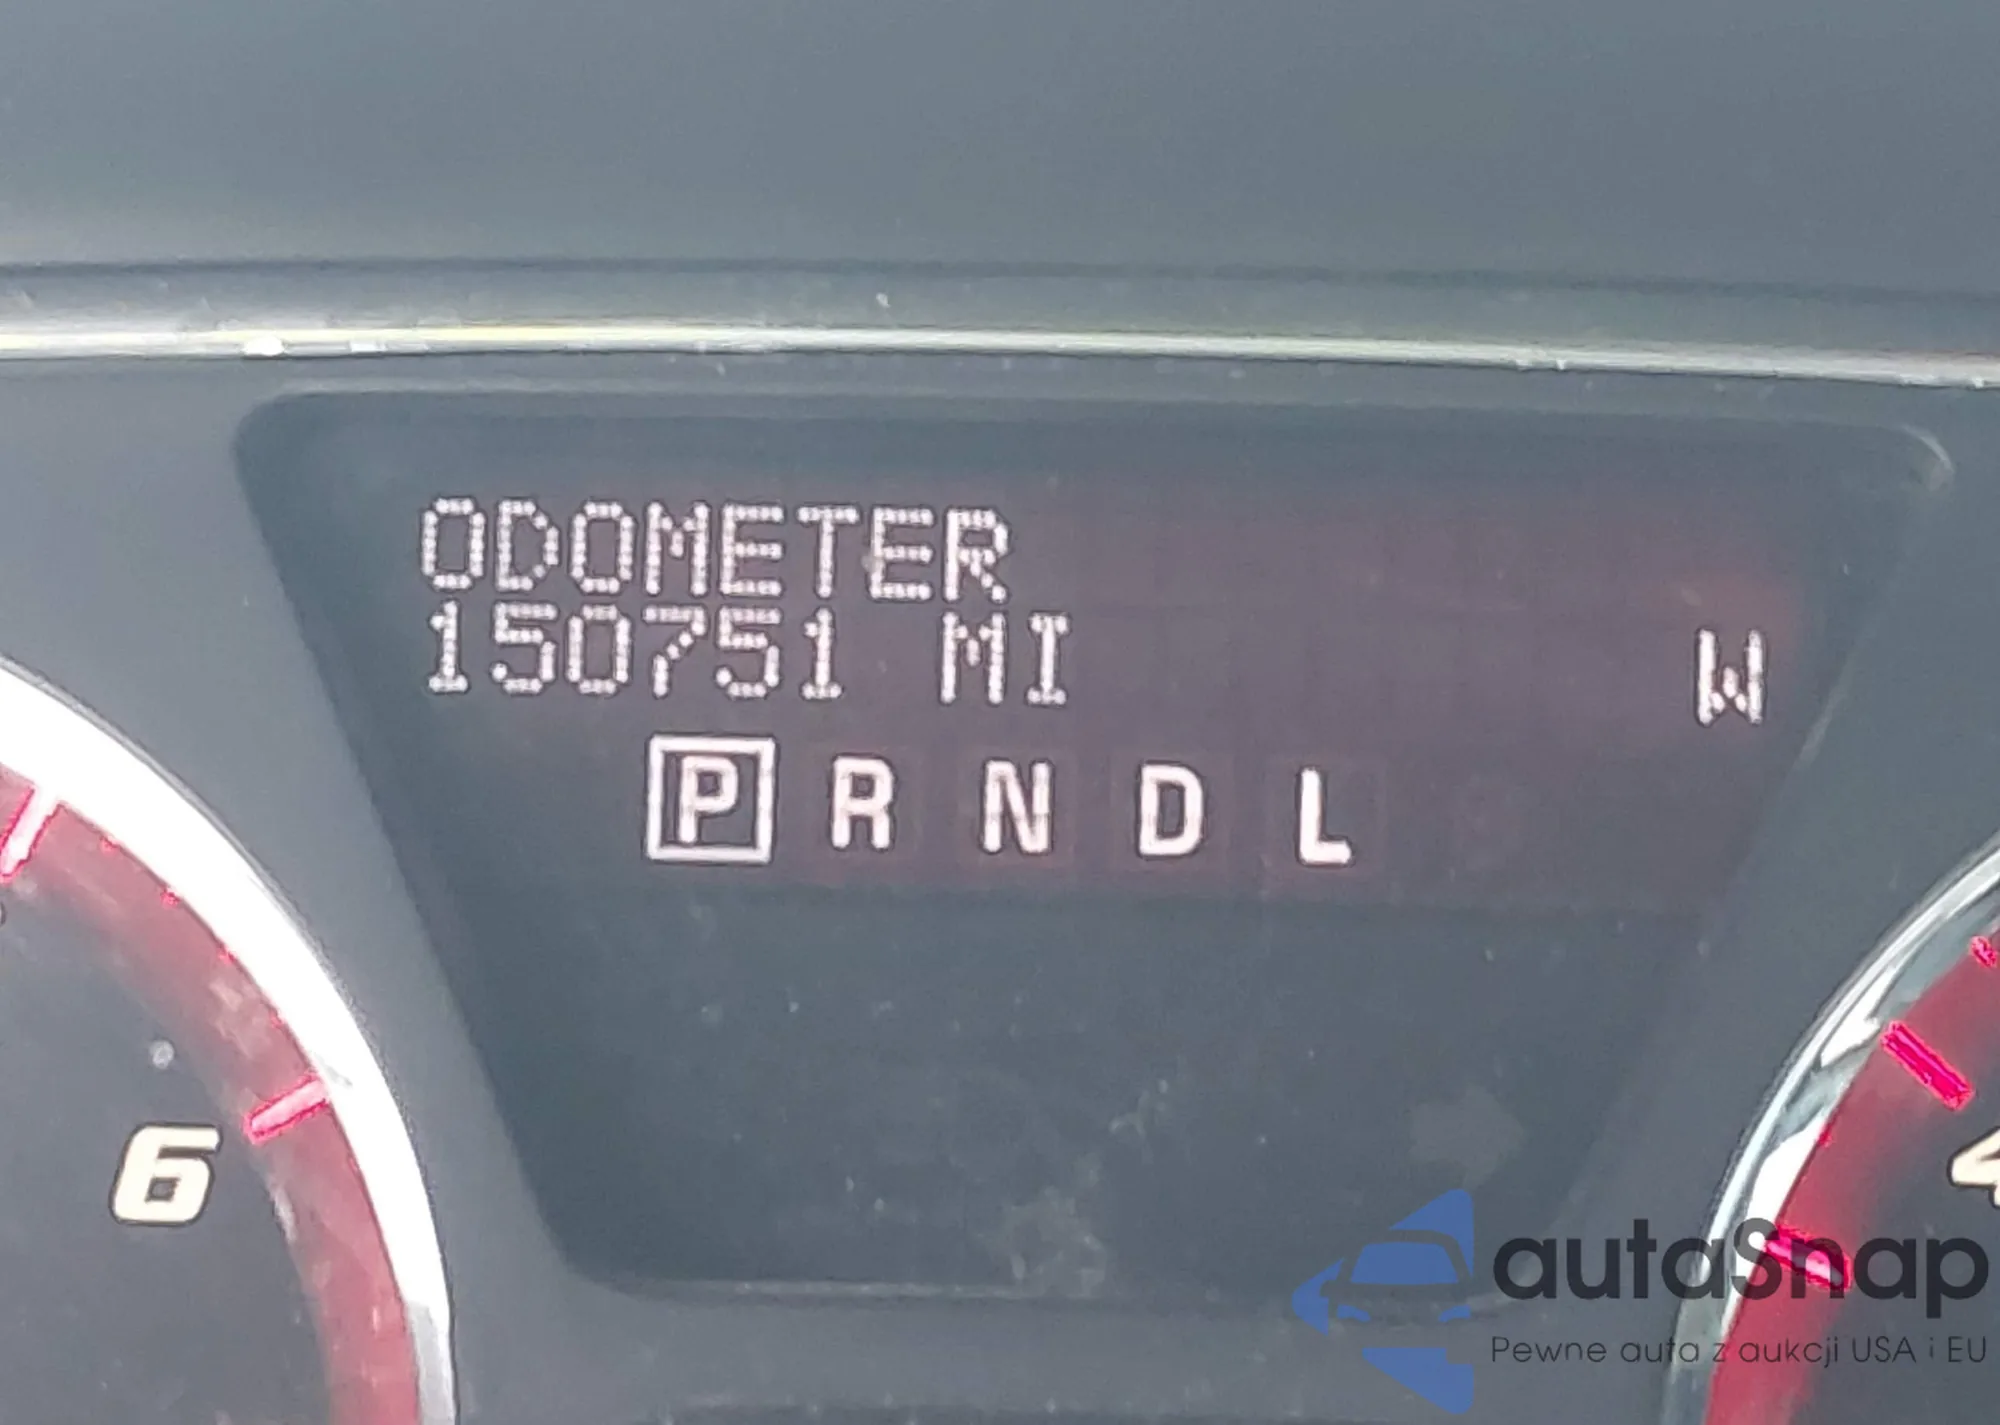 ODOMETER
150751 MI W
P R N D L
6
4
autaSnap
Pewne auta z aukcji USA i EU